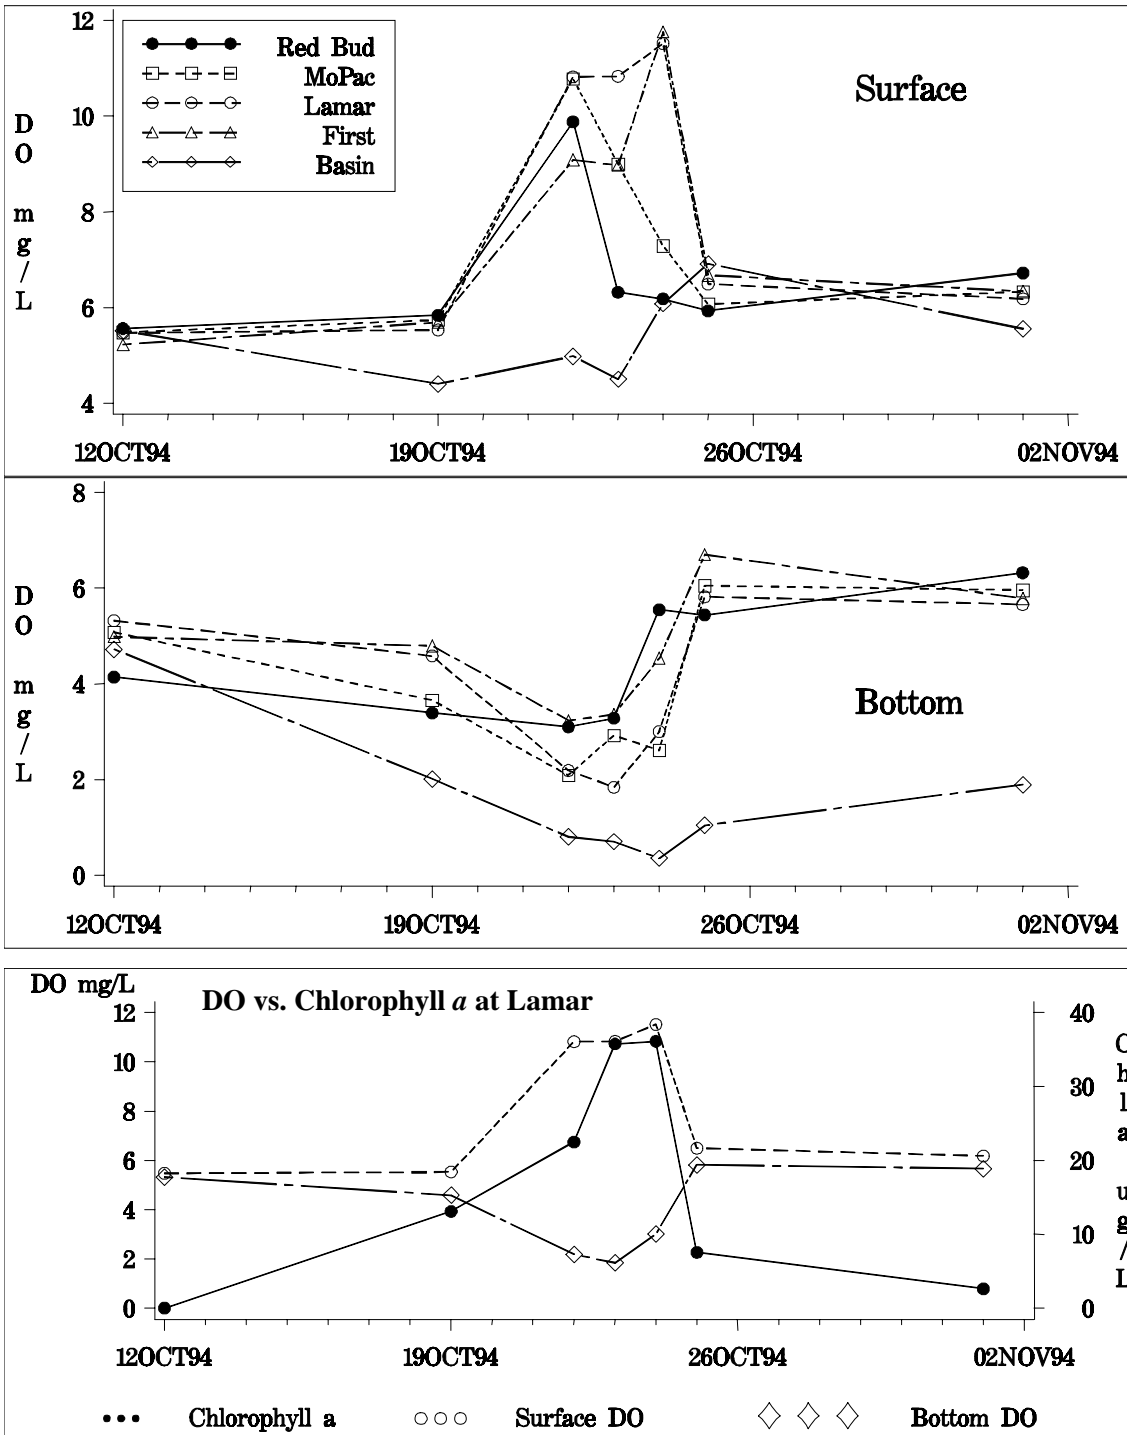 12
10
8
6
4
D
O
m
g
/
L
Red Bud
MoPac
Lamar
First
Basin
Surface
12OCT94 19OCT94 26OCT94 02NOV94
8
6
4
2
0
D
O
m
g
/
L
Bottom
12OCT94 19OCT94 26OCT94 02NOV94
DO mg/L
DO vs. Chlorophyll a at Lamar
12
10
8
6
4
2
0
40
30
20
10
0
C
h
l
a
u
g
/
L
12OCT94 19OCT94 26OCT94 02NOV94
Chlorophyll a Surface DO Bottom DO